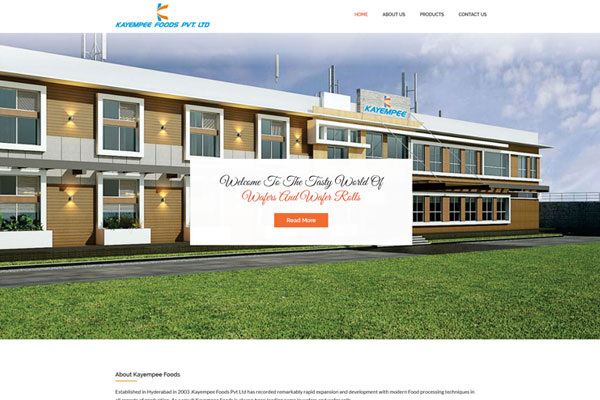 KAYEMPEE FOODS PVT. LTD
HOME
ABOUT US
PRODUCTS
CONTACT US
KAYEMPEE
Welcome To The Tasty World Of
Wafers And Wafer Rolls
Read More
About Kayempee Foods
Established in Hyderabad in 2003 .Kayempee Foods Pvt Ltd has recorded remarkably rapid expansion and development with modern Food processing techniques in